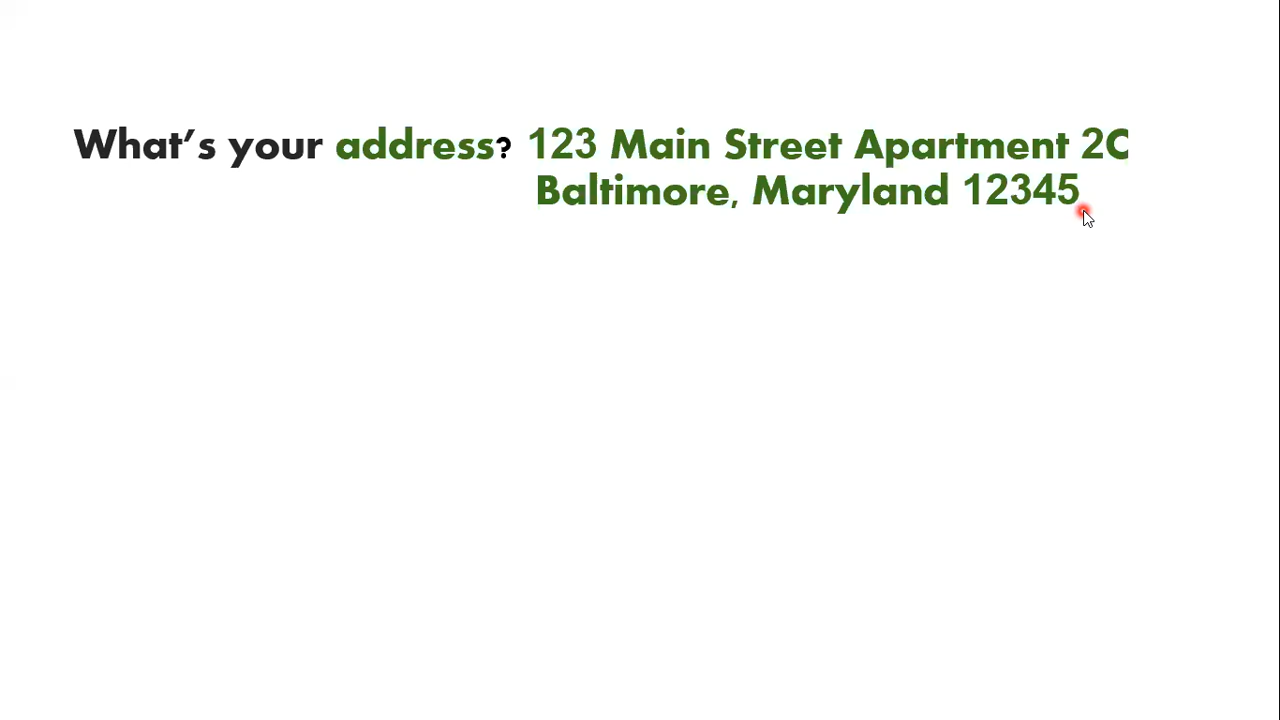 What's your address? 123 Main Street Apartment 2C
Baltimore, Maryland 12345